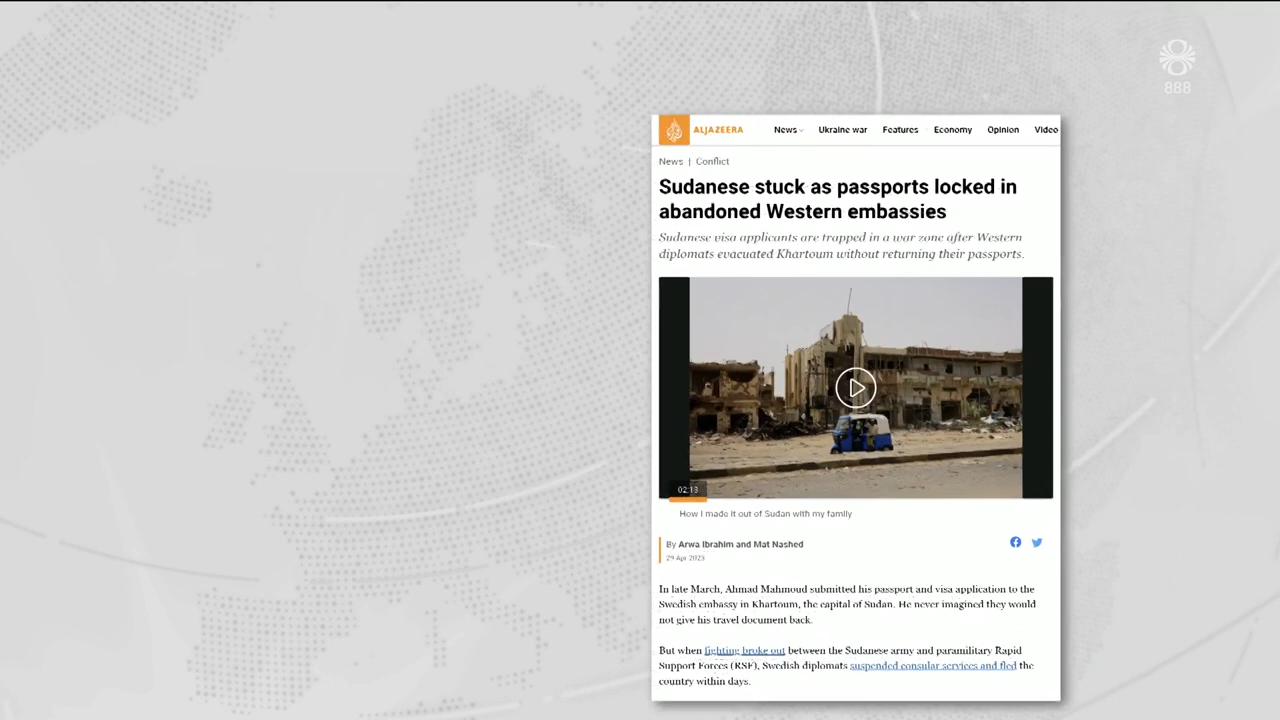 888
ALJAZEERA News Ukraine war Features Economy Opinion Video
News | Conflict
Sudanese stuck as passports locked in
abandoned Western embassies
Sudanese visa applicants are trapped in a war zone after Western
diplomats evacuated Khartoum without returning their passports.
02:13
How I made it out of Sudan with my family
By Arwa Ibrahim and Mat Nashed
29 Apr 2023
In late March, Ahmad Mahmoud submitted his passport and visa application to the
Swedish embassy in Khartoum, the capital of Sudan. He never imagined they would
not give his travel document back.
But when fighting broke out between the Sudanese army and paramilitary Rapid
Support Forces (RSF), Swedish diplomats suspended consular services and fled the
country within days.